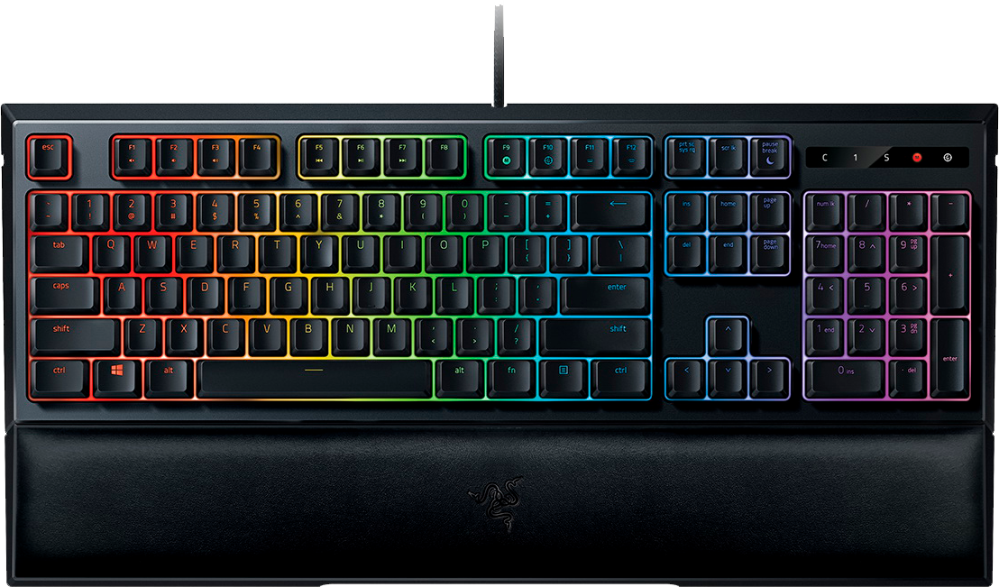 esc F1 F2 F3 F4 F5 F6 F7 F8 F9 F10 F11 F12 prt sc scr lk pause
sys rq break
C 1 S M G
1 2 3 4 5 6 7 8 9 0 - = ← ins home page up num lk / * -
~ ! @ # $ % ^ & * ( ) _ +
tab Q W E R T Y U I O P [ ] \ del end page down 7 home 8 ^ 9 pg up +
{ } |
caps A S D F G H J K L ; ' enter 4 < 5 6 >
: "
shift Z X C V B N M , . / shift ^ 1 end 2 v 3 pg dn enter
< > ?
ctrl alt alt fn ctrl < v > 0 ins . del